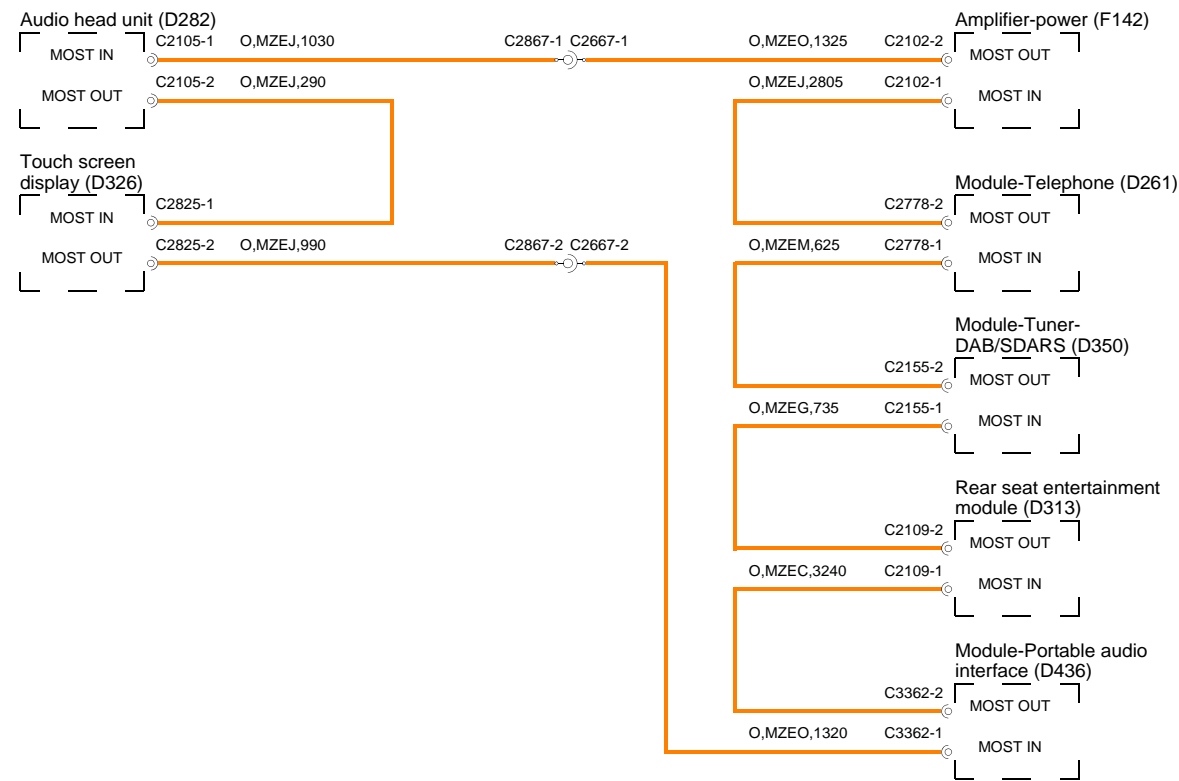 Audio head unit (D282)
MOST IN
C2105-1 O,MZEJ,1030 C2867-1 C2667-1
MOST OUT
C2105-2 O,MZEJ,290
Touch screen
display (D326)
MOST IN
C2825-1
MOST OUT
C2825-2 O,MZEJ,990 C2867-2 C2667-2
Amplifier-power (F142)
O,MZEO,1325 C2102-2
MOST OUT
O,MZEJ,2805 C2102-1
MOST IN
Module-Telephone (D261)
C2778-2
MOST OUT
O,MZEM,625 C2778-1
MOST IN
Module-Tuner-
DAB/SDARS (D350)
C2155-2
MOST OUT
O,MZEG,735 C2155-1
MOST IN
Rear seat entertainment
module (D313)
C2109-2
MOST OUT
O,MZEC,3240 C2109-1
MOST IN
Module-Portable audio
interface (D436)
C3362-2
MOST OUT
O,MZEO,1320 C3362-1
MOST IN